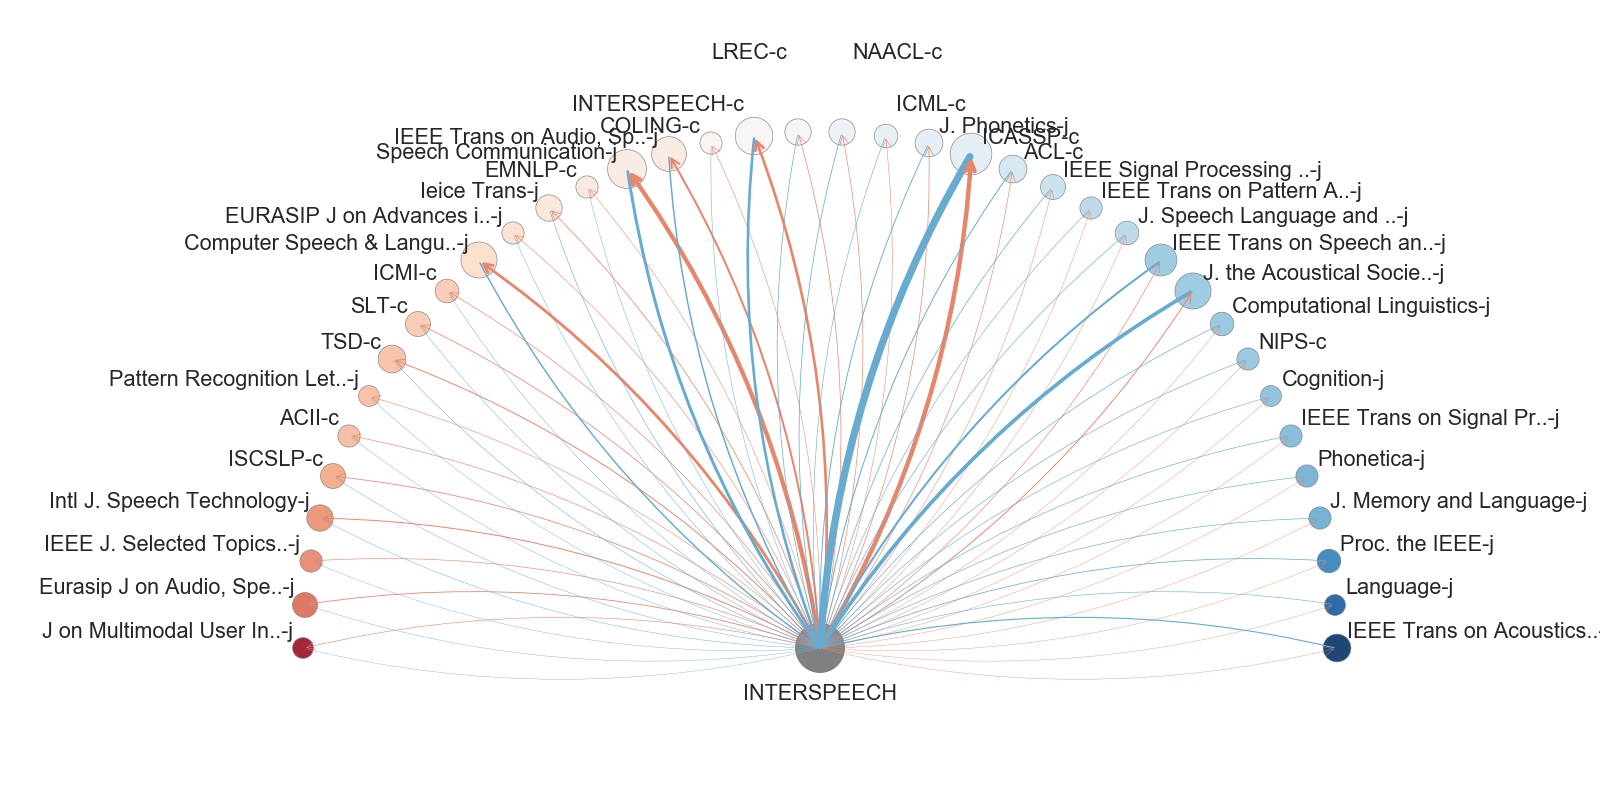 LREC-c
NAACL-c
INTERSPEECH-c
ICML-c
COLING-c
J. Phonetics-j
IEEE Trans on Audio, Sp..-j
ICASSP-c
Speech Communication-j
ACL-c
EMNLP-c
IEEE Signal Processing ..-j
Ieice Trans-j
IEEE Trans on Pattern A..-j
EURASIP J on Advances i..-j
J. Speech Language and ..-j
Computer Speech & Langu..-j
IEEE Trans on Speech an..-j
ICMI-c
J. the Acoustical Socie..-j
SLT-c
Computational Linguistics-j
TSD-c
NIPS-c
Pattern Recognition Let..-j
Cognition-j
ACII-c
IEEE Trans on Signal Pr..-j
ISCSLP-c
Phonetica-j
Intl J. Speech Technology-j
J. Memory and Language-j
IEEE J. Selected Topics..-j
Proc. the IEEE-j
Eurasip J on Audio, Spe..-j
Language-j
J on Multimodal User In..-j
IEEE Trans on Acoustics..-
INTERSPEECH